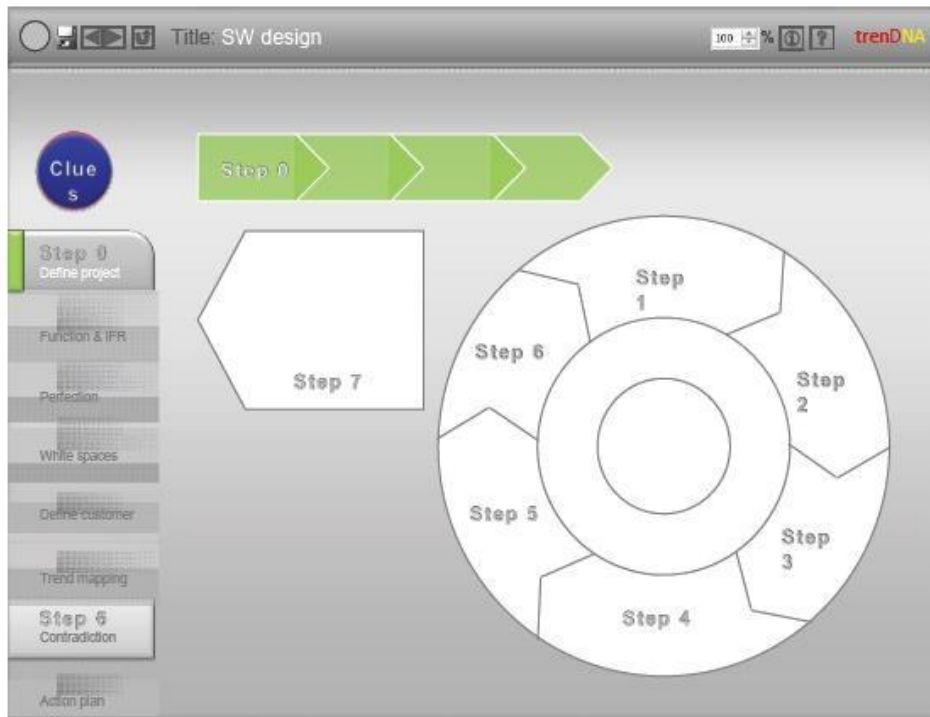 Title: SW design
100 %
?
trenDNA
Clue
s
Step 0
Step 0
Define project
Function & IFR
Perfection
White spaces
Define customer
Trend mapping
Contradiction
Action plan
Step 7
Step
1
Step
2
Step
3
Step 4
Step 5
Step 6